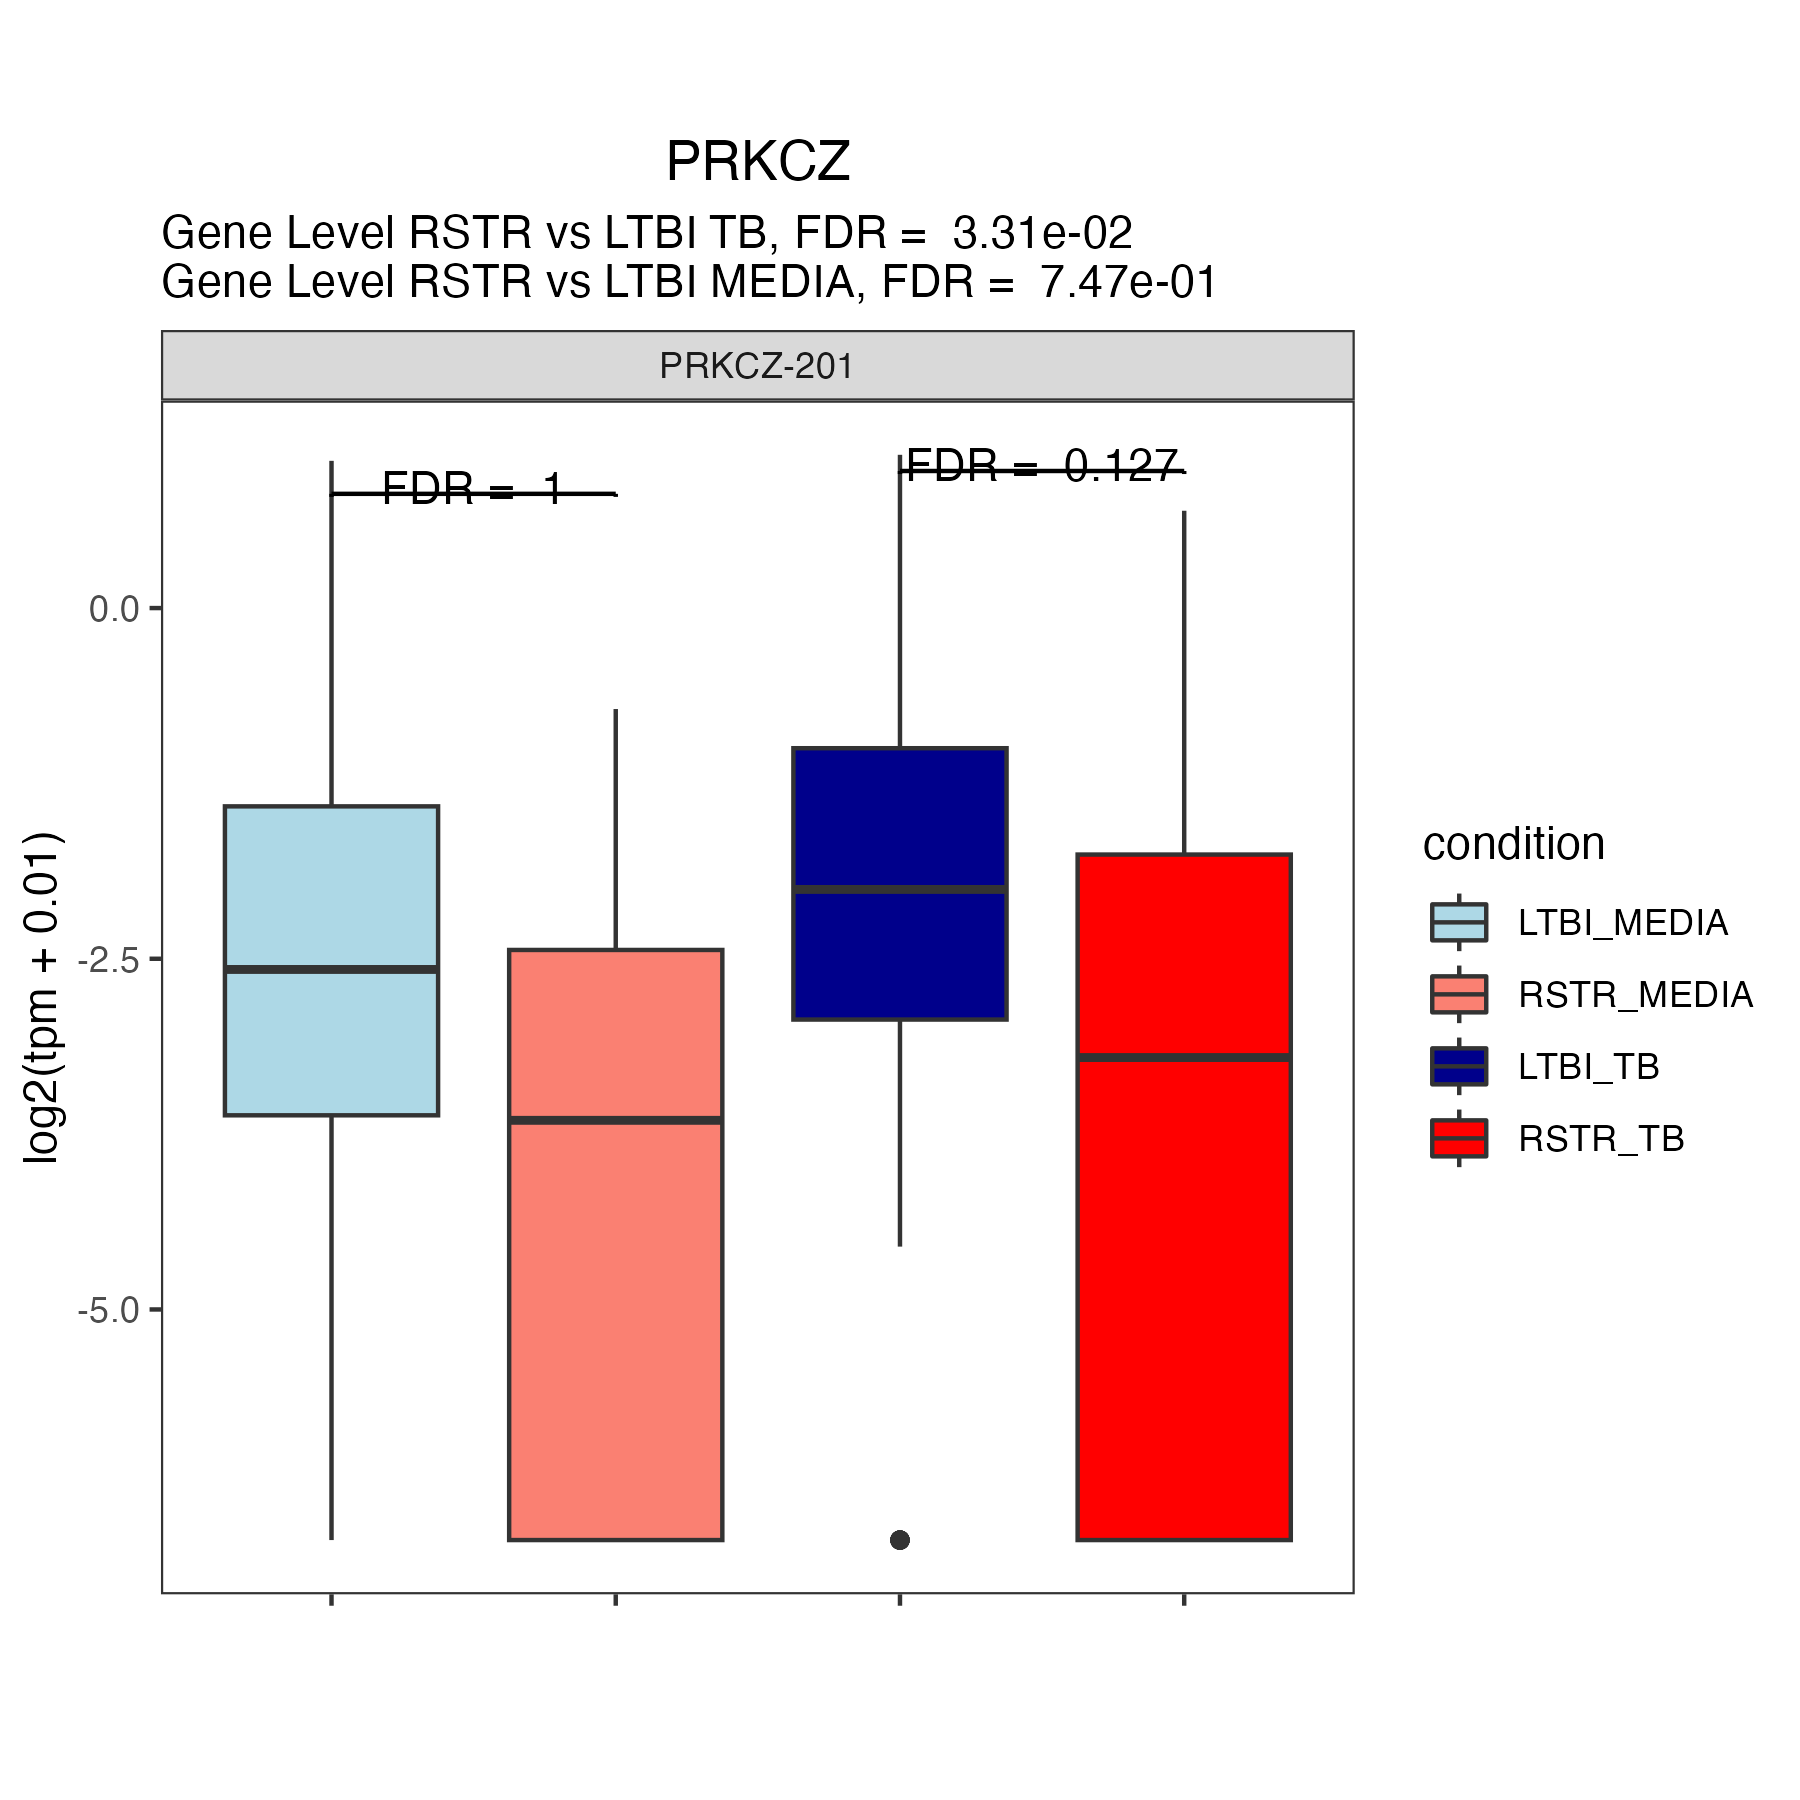 PRKCZ
Gene Level RSTR vs LTBI TB, FDR =  3.31e-02
Gene Level RSTR vs LTBI MEDIA, FDR =  7.47e-01
PRKCZ-201
FDR =  1
FDR =  0.127
0.0
-2.5
-5.0
log2(tpm + 0.01)
condition
LTBI_MEDIA
RSTR_MEDIA
LTBI_TB
RSTR_TB